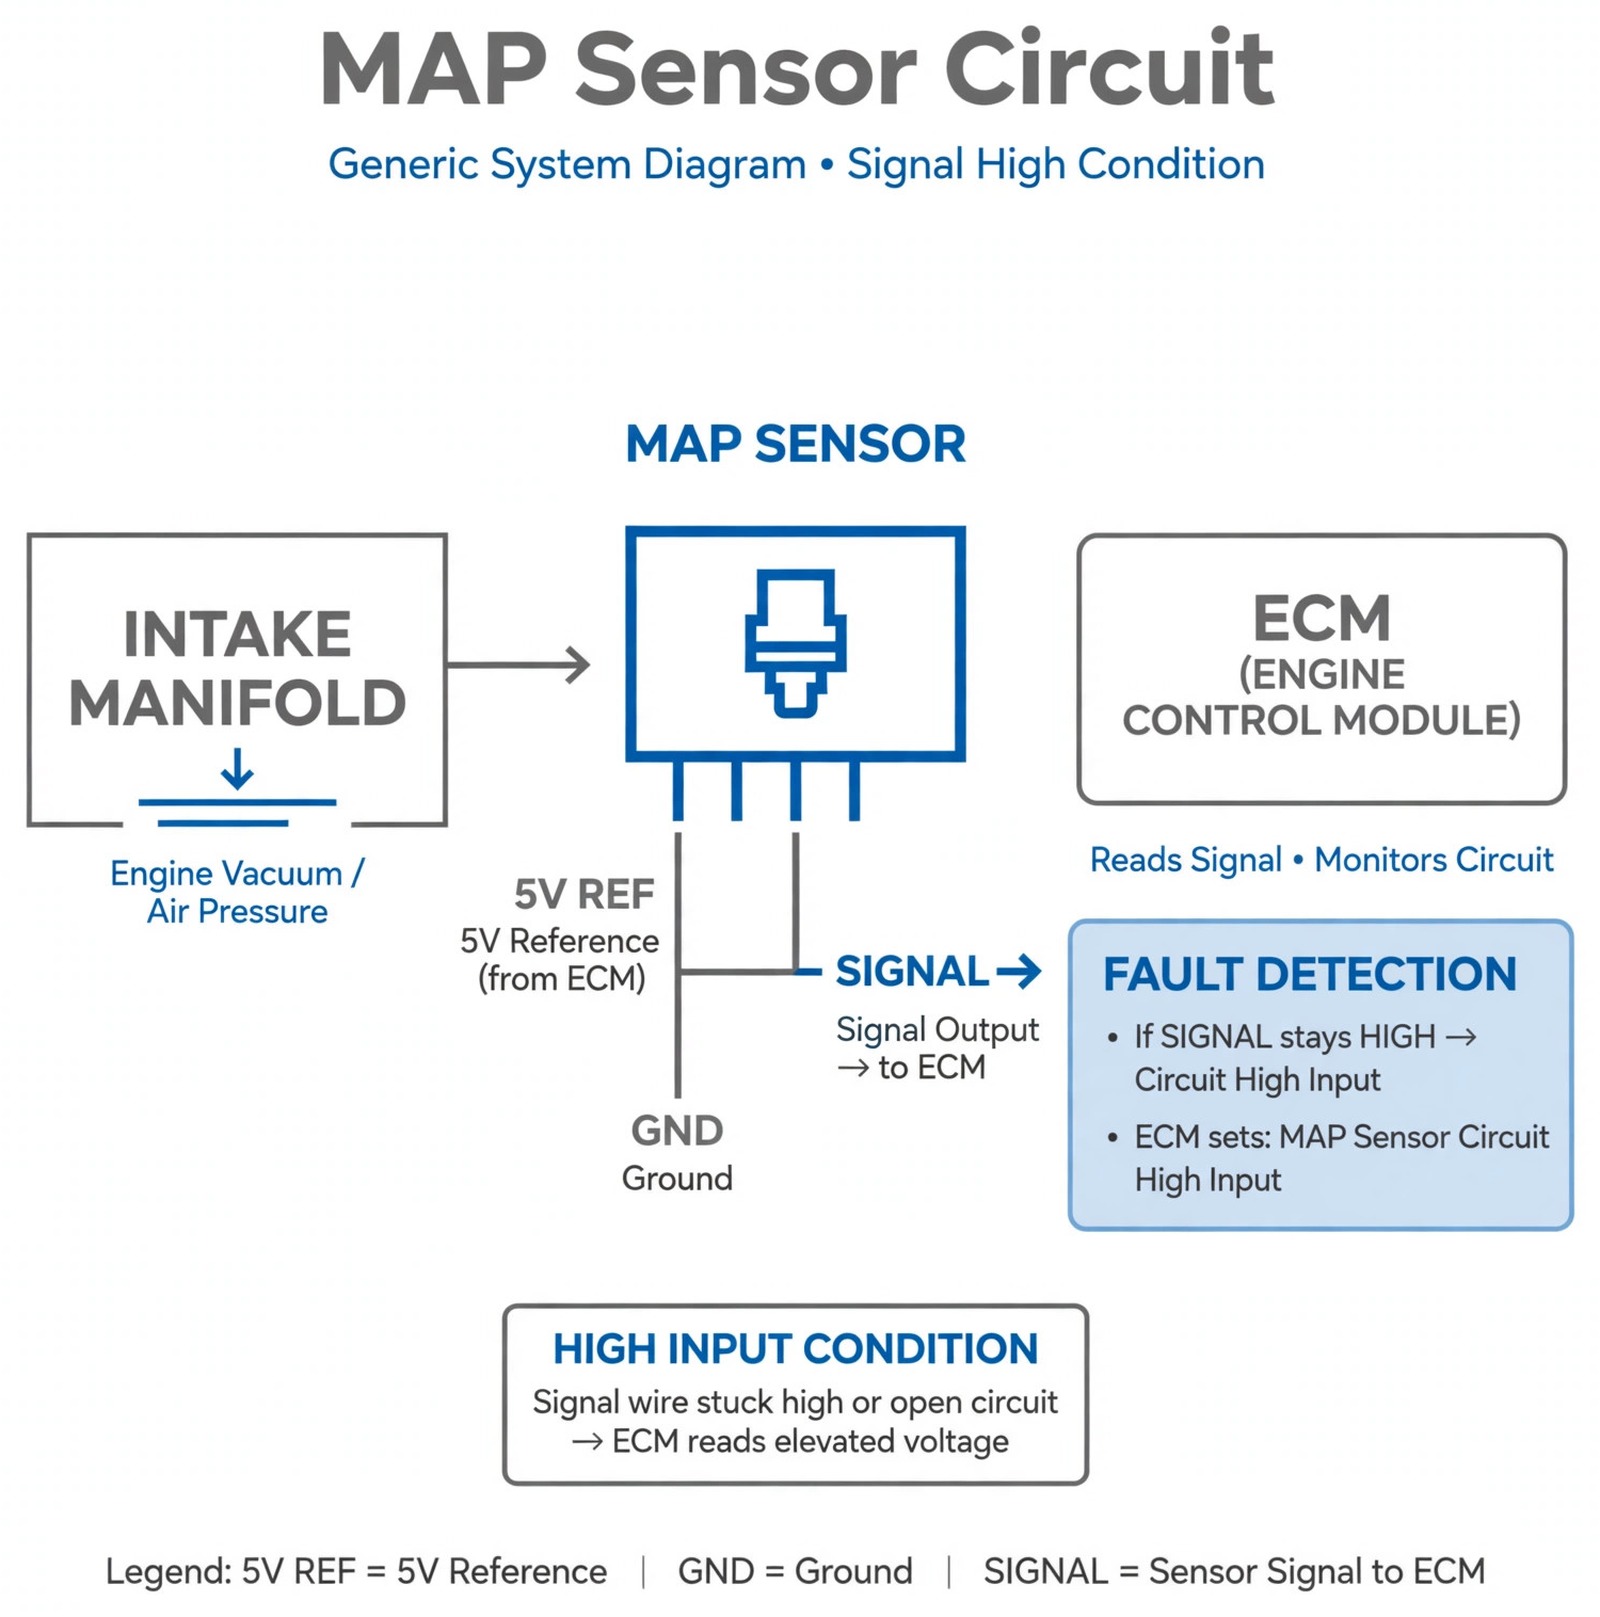 MAP Sensor Circuit
Generic System Diagram • Signal High Condition
MAP SENSOR
INTAKE
MANIFOLD
Engine Vacuum /
Air Pressure
ECM
(ENGINE
CONTROL MODULE)
Reads Signal • Monitors Circuit
5V REF
5V Reference
(from ECM)
SIGNAL →
Signal Output
→ to ECM
GND
Ground
FAULT DETECTION
• If SIGNAL stays HIGH →
Circuit High Input
• ECM sets: MAP Sensor Circuit
High Input
HIGH INPUT CONDITION
Signal wire stuck high or open circuit
→ ECM reads elevated voltage
Legend: 5V REF = 5V Reference | GND = Ground | SIGNAL = Sensor Signal to ECM